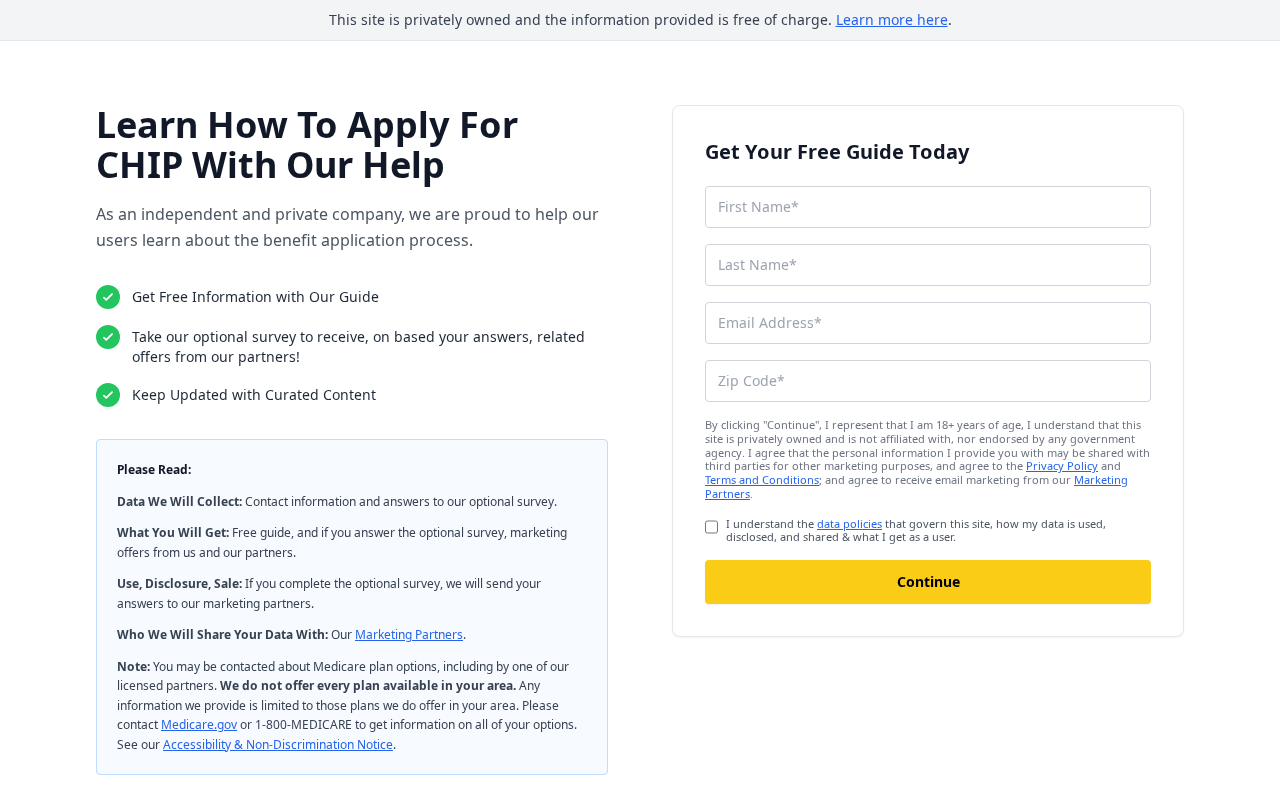 This site is privately owned and the information provided is free of charge. Learn more here.
Learn How To Apply For
CHIP With Our Help
As an independent and private company, we are proud to help our
users learn about the benefit application process.
Get Free Information with Our Guide
Take our optional survey to receive, on based your answers, related
offers from our partners!
Keep Updated with Curated Content
Please Read:
Data We Will Collect: Contact information and answers to our optional survey.
What You Will Get: Free guide, and if you answer the optional survey, marketing
offers from us and our partners.
Use, Disclosure, Sale: If you complete the optional survey, we will send your
answers to our marketing partners.
Who We Will Share Your Data With: Our Marketing Partners.
Note: You may be contacted about Medicare plan options, including by one of our
licensed partners. We do not offer every plan available in your area. Any
information we provide is limited to those plans we do offer in your area. Please
contact Medicare.gov or 1-800-MEDICARE to get information on all of your options.
See our Accessibility & Non-Discrimination Notice.
Get Your Free Guide Today
First Name*
Last Name*
Email Address*
Zip Code*
By clicking "Continue", I represent that I am 18+ years of age, I understand that this
site is privately owned and is not affiliated with, nor endorsed by any government
agency. I agree that the personal information I provide you with may be shared with
third parties for other marketing purposes, and agree to the Privacy Policy and
Terms and Conditions; and agree to receive email marketing from our Marketing
Partners.
I understand the data policies that govern this site, how my data is used,
disclosed, and shared & what I get as a user.
Continue